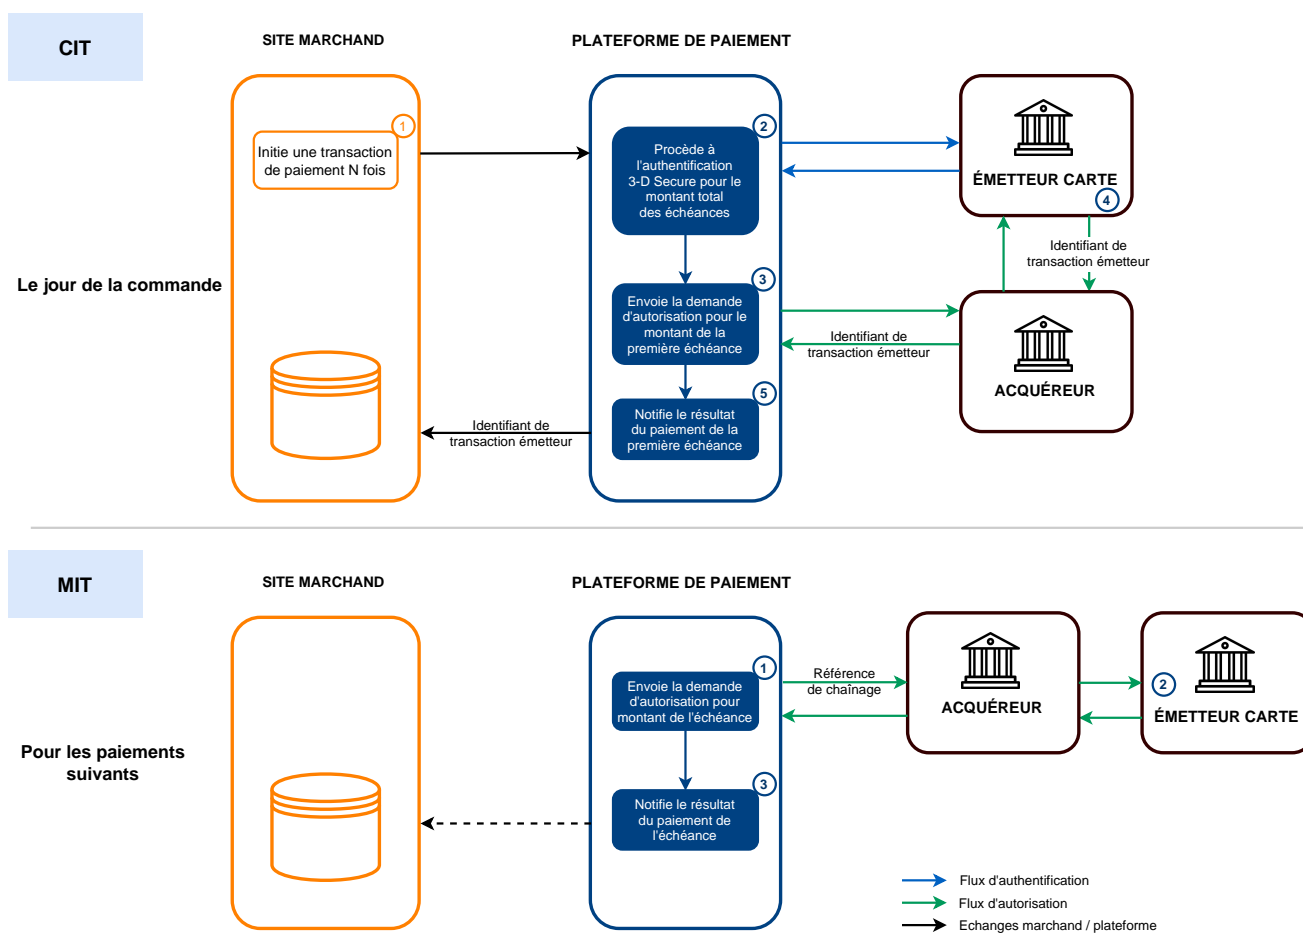 CIT
SITE MARCHAND
PLATEFORME DE PAIEMENT
Le jour de la commande
1
Initie une transaction
de paiement N fois
2
Procède à
l'authentification
3-D Secure pour le
montant total
des échéances
ÉMETTEUR CARTE
4
Identifiant de
transaction émetteur
3
Envoie la demande
d'autorisation pour le
montant de la
première échéance
Identifiant de
transaction émetteur
ACQUÉREUR
5
Notifie le résultat
du paiement de la
première échéance
Identifiant de
transaction émetteur
MIT
SITE MARCHAND
PLATEFORME DE PAIEMENT
Pour les paiements
suivants
1
Envoie la demande
d'autorisation pour
montant de l'échéance
Référence
de chaînage
ACQUÉREUR
2
ÉMETTEUR CARTE
3
Notifie le résultat
du paiement de
l'échéance
Flux d'authentification
Flux d'autorisation
Echanges marchand / plateforme